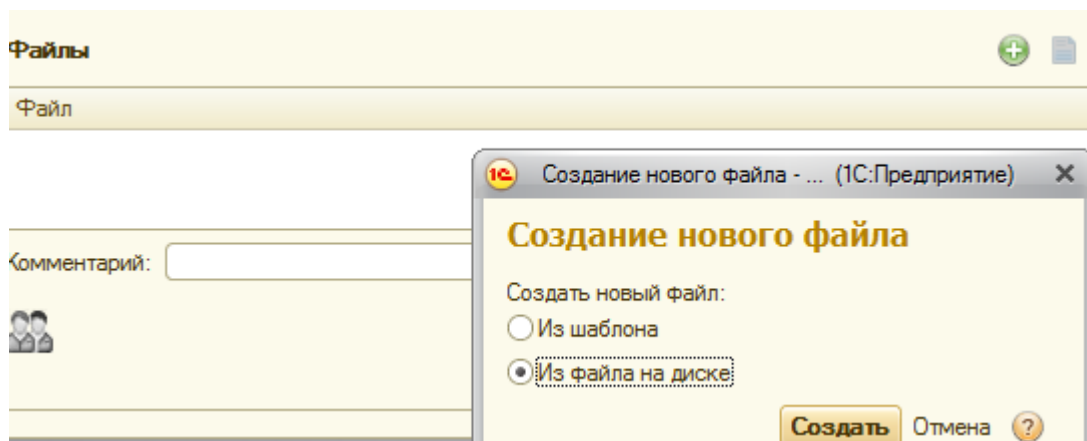 Файлы
Файл
1С Создание нового файла - ... (1С:Предприятие)
Создание нового файла
Комментарий:
Создать новый файл:
Из шаблона
Из файла на диске
Создать Отмена ?